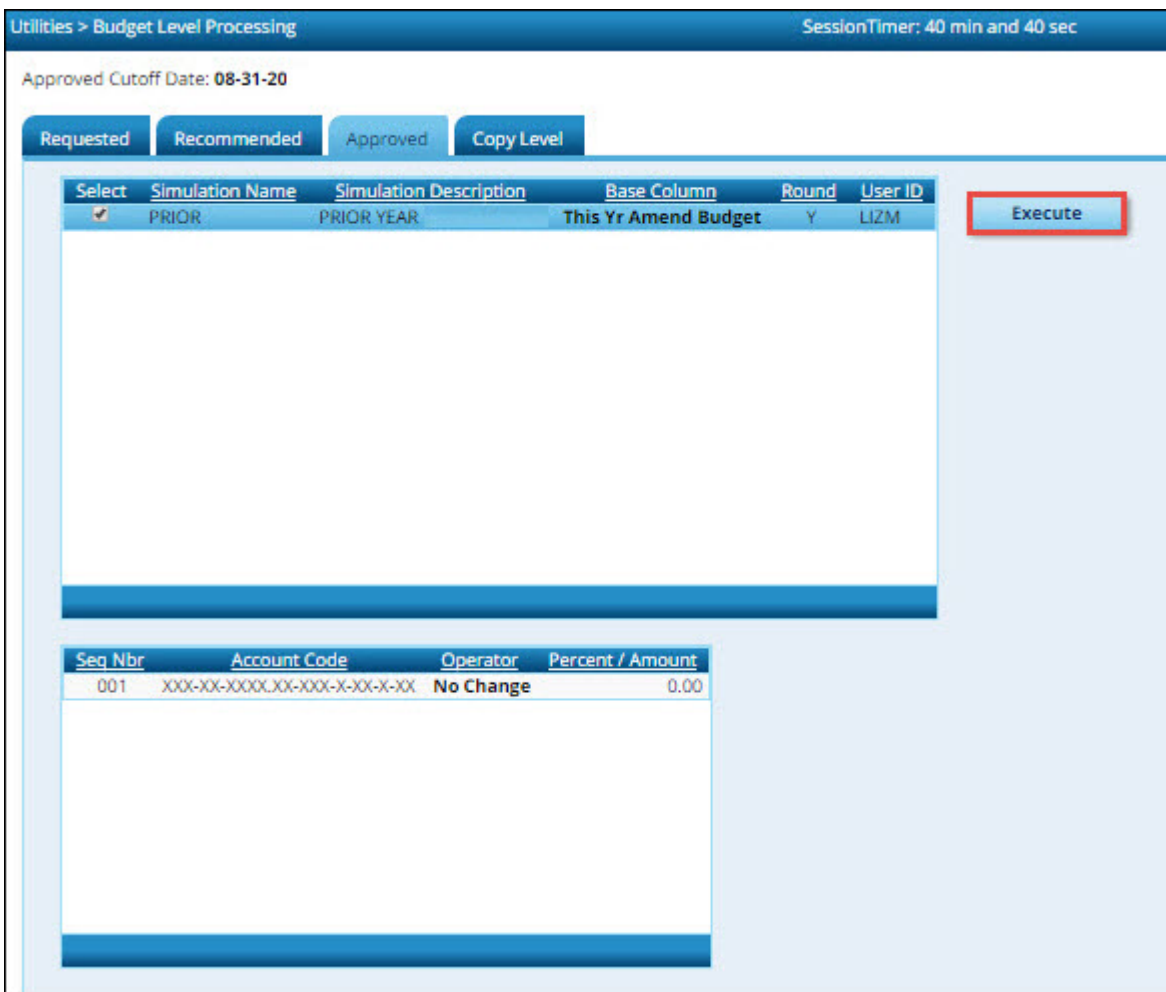 Utilities > Budget Level Processing SessionTimer: 40 min and 40 sec
Approved Cutoff Date: 08-31-20
Requested Recommended Approved Copy Level
Select Simulation Name Simulation Description Base Column Round User ID
PRIOR PRIOR YEAR This Yr Amend Budget Y LIZM
Execute
Seq Nbr Account Code Operator Percent / Amount
001 XXX-XX-XXXX.XX-XXX-X-XX-X-XX No Change 0.00